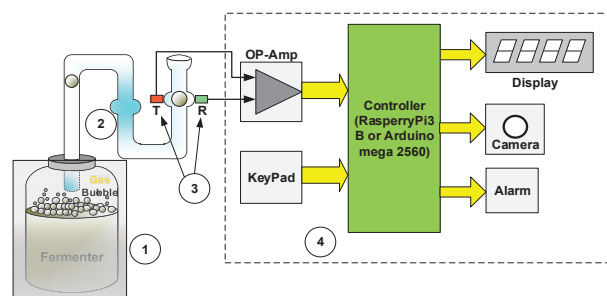 OP-Amp
Display
2
T
R
Controller
(RasperryPi3
B or Arduino
mega 2560)
Camera
Gas
Bubble
3
KeyPad
Alarm
1
4
Fermenter